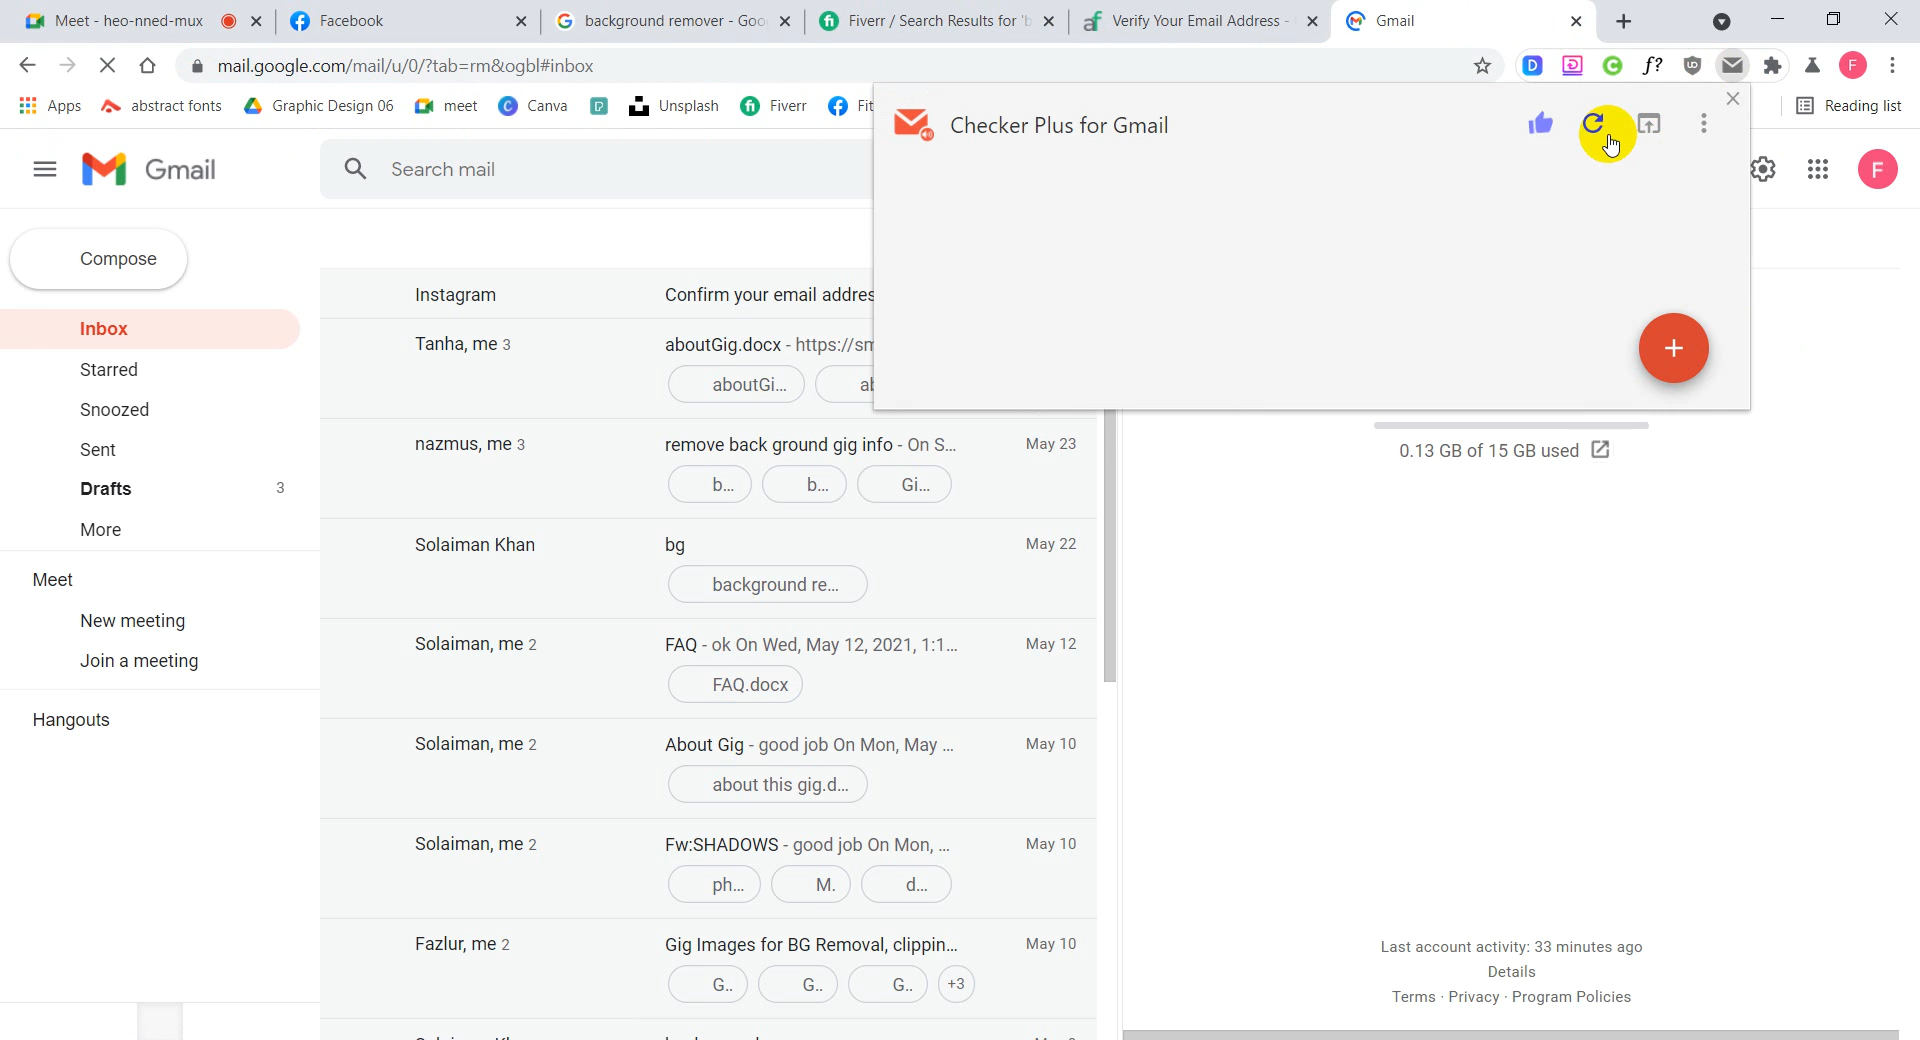 Meet - heo-nned-mux
Facebook
background remover - Goo
Fiverr / Search Results for 'b
Verify Your Email Address -
Gmail
mail.google.com/mail/u/0/?tab=rm&ogbl#inbox
Apps
abstract fonts
Graphic Design 06
meet
Canva
Unsplash
Fiverr
Fit
Reading list
Checker Plus for Gmail
Gmail
Search mail
F
Compose
Inbox
Starred
Snoozed
Sent
Drafts 3
More
Meet
New meeting
Join a meeting
Hangouts
Instagram Confirm your email addres
Tanha, me 3 aboutGig.docx - https://sm
aboutGi... ab
nazmus, me 3 remove back ground gig info - On S... May 23
b... b... Gi...
Solaiman Khan bg May 22
background re...
Solaiman, me 2 FAQ - ok On Wed, May 12, 2021, 1:1... May 12
FAQ.docx
Solaiman, me 2 About Gig - good job On Mon, May ... May 10
about this gig.d...
Solaiman, me 2 Fw:SHADOWS - good job On Mon, ... May 10
ph... M. d...
Fazlur, me 2 Gig Images for BG Removal, clippin... May 10
G.. G.. G.. +3
0.13 GB of 15 GB used
Last account activity: 33 minutes ago
Details
Terms · Privacy · Program Policies